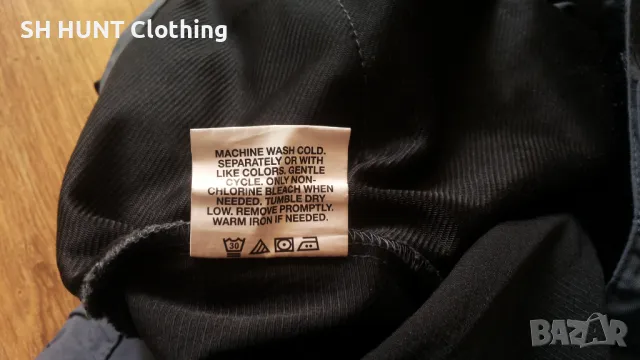 SH HUNT Clothing
MACHINE WASH COLD.
SEPARATELY OR WITH
LIKE COLORS. GENTLE
CYCLE. ONLY NON-
CHLORINE BLEACH WHEN
NEEDED. TUMBLE DRY
LOW. REMOVE PROMPTLY.
WARM IRON IF NEEDED.
30
BAZAR